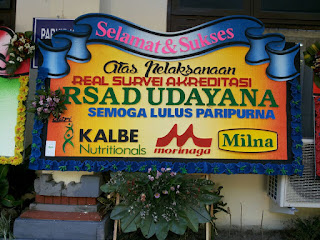 Selamat & Sukses
Atas Pelaksanaan
REAL SURVEI AKREDITASI
RSAD UDAYANA
SEMOGA LULUS PARIPURNA
KALBE
Nutritionals
morinaga
Milna